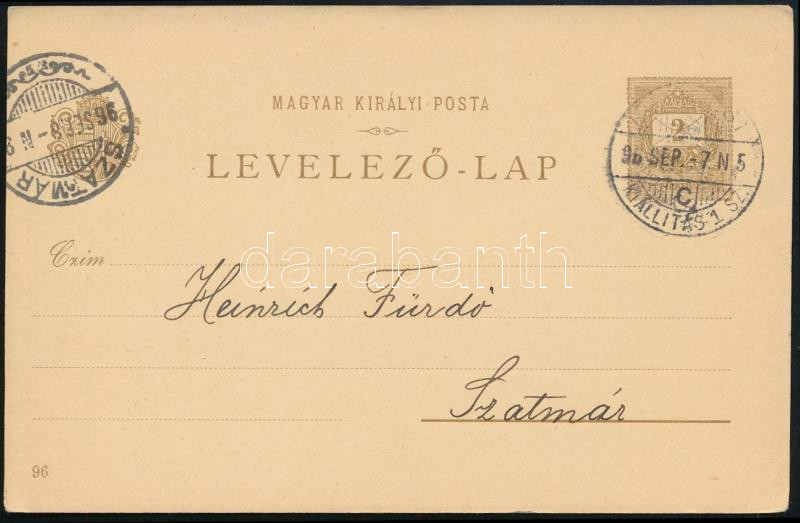 MAGYAR KIRÁLYI POSTA
LEVELEZŐ-LAP
2
96 SEP.-7.N.5
C
KIÁLLITÁS 1 SZ.
96 SEP. 8-N.
SZATMÁR
darabanth
Czim
Heinrich Fürdő
Szatmár
96